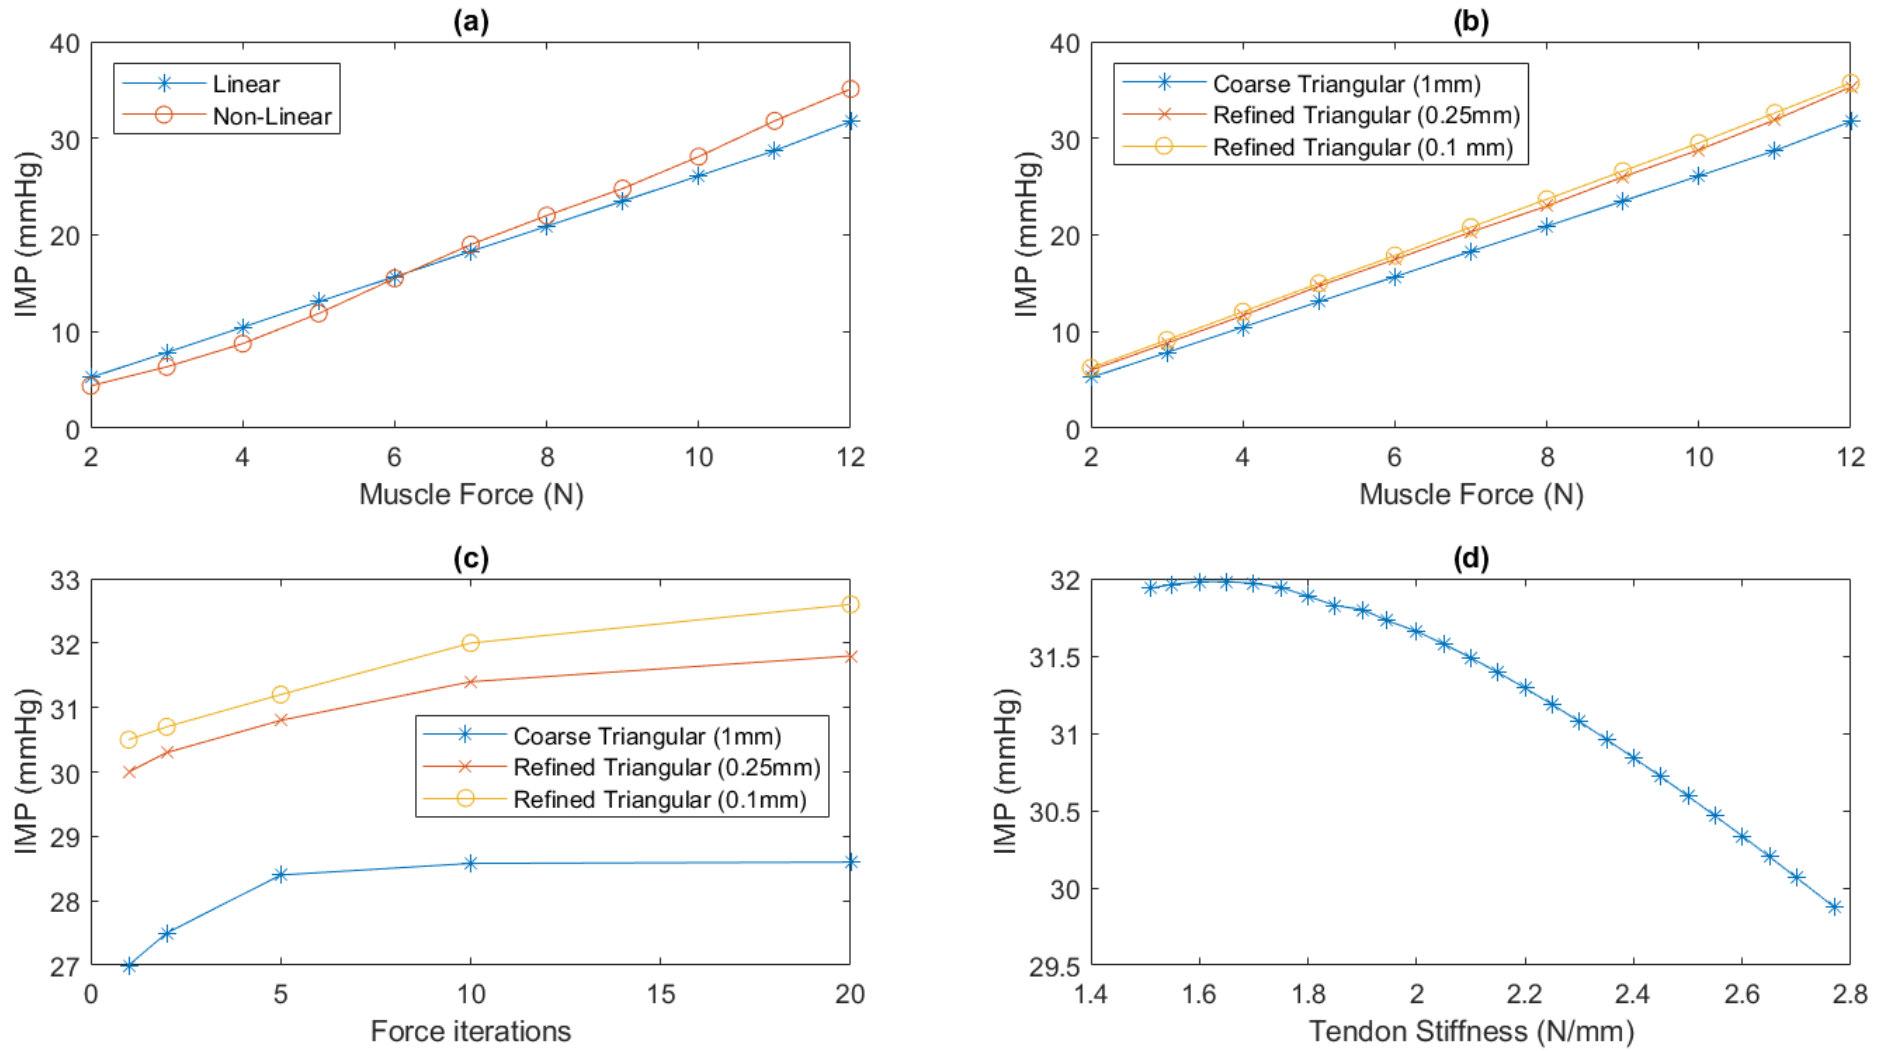 (a)
40
30
20
10
0
IMP (mmHg)
Linear
Non-Linear
2 4 6 8 10 12
Muscle Force (N)
(b)
40
30
20
10
0
IMP (mmHg)
Coarse Triangular (1mm)
Refined Triangular (0.25mm)
Refined Triangular (0.1 mm)
2 4 6 8 10 12
Muscle Force (N)
(c)
33
32
31
30
29
28
27
IMP (mmHg)
Coarse Triangular (1mm)
Refined Triangular (0.25mm)
Refined Triangular (0.1mm)
0 5 10 15 20
Force iterations
(d)
32
31.5
31
30.5
30
29.5
IMP (mmHg)
1.4 1.6 1.8 2 2.2 2.4 2.6 2.8
Tendon Stiffness (N/mm)